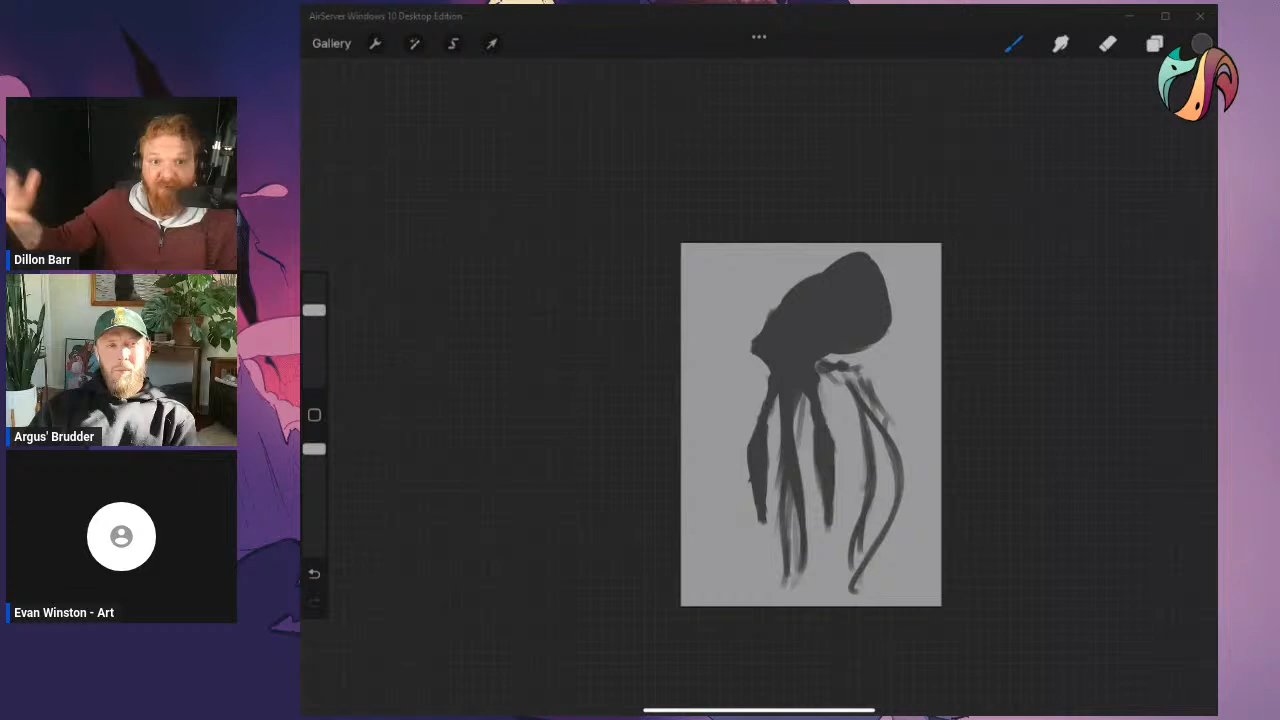 AirServer Windows 10 Desktop Edition
Gallery
Dillon Barr
Argus' Brudder
Evan Winston - Art